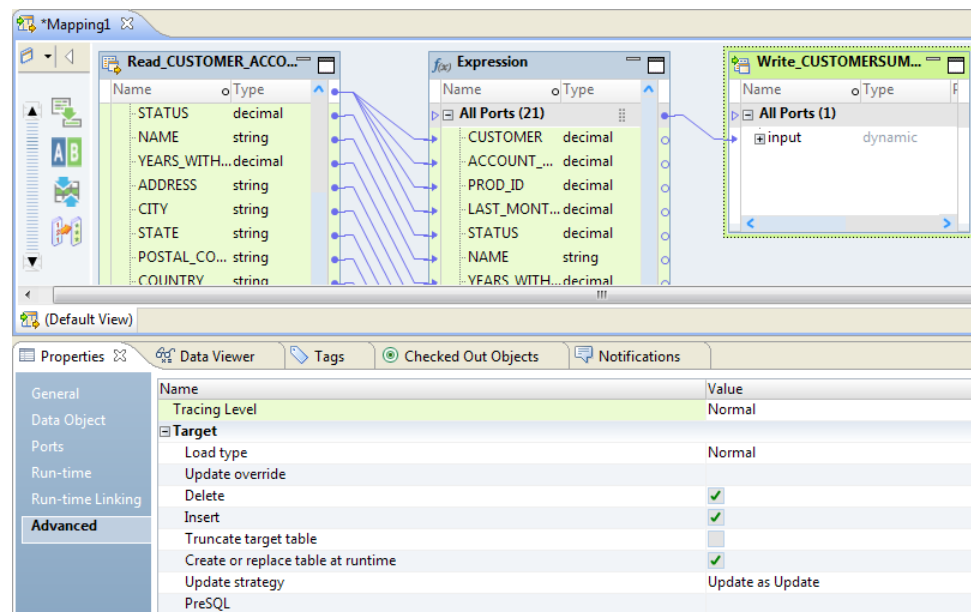 *Mapping1
Read_CUSTOMER_ACCO...
Name Type
STATUS decimal
NAME string
YEARS_WITH... decimal
ADDRESS string
CITY string
STATE string
POSTAL_CO... string
COUNTRY string
f(x) Expression
Name Type
All Ports (21)
CUSTOMER decimal
ACCOUNT_... decimal
PROD_ID decimal
LAST_MONT... decimal
STATUS decimal
NAME string
YEARS_WITH... decimal
Write_CUSTOMERSUM...
Name Type
All Ports (1)
input dynamic
AB
(Default View)
Properties Data Viewer Tags Checked Out Objects Notifications
General
Data Object
Ports
Run-time
Run-time Linking
Advanced
Name Value
Tracing Level Normal
Target
Load type Normal
Update override
Delete
Insert
Truncate target table
Create or replace table at runtime
Update strategy Update as Update
PreSQL